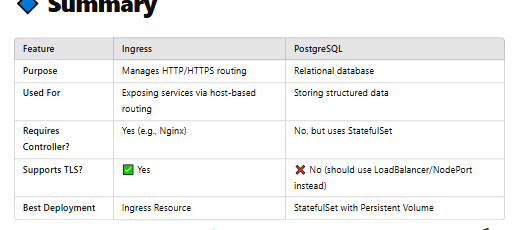 Summary
Feature Ingress PostgreSQL
Purpose Manages HTTP/HTTPS routing Relational database
Used For Exposing services via host-based Storing structured data
routing
Requires Yes (e.g., Nginx) No, but uses StatefulSet
Controller?
Supports TLS? ✅ Yes ❌ No (should use LoadBalancer/NodePort
instead)
Best Deployment Ingress Resource StatefulSet with Persistent Volume